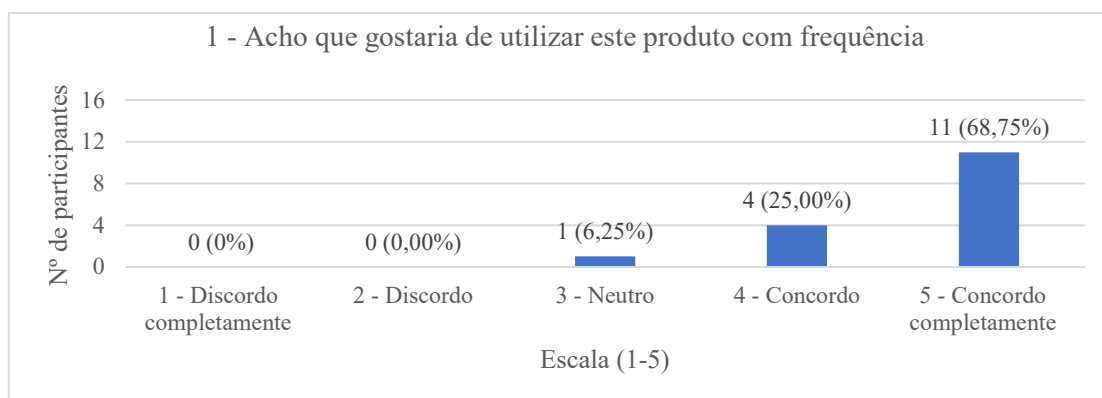 1 - Acho que gostaria de utilizar este produto com frequência
Nº de participantes
16
12
8
4
0
0 (0%)
0 (0,00%)
1 (6,25%)
4 (25,00%)
11 (68,75%)
1 - Discordo
completamente
2 - Discordo
3 - Neutro
4 - Concordo
5 - Concordo
completamente
Escala (1-5)